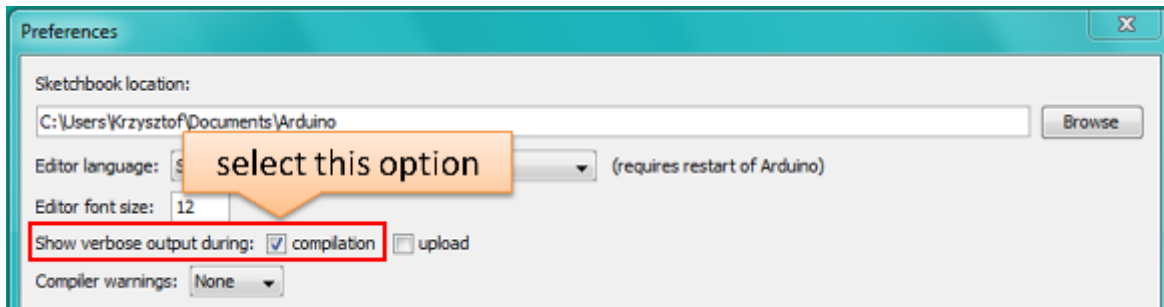 Preferences
Sketchbook location:
C:\Users\Krzysztof\Documents\Arduino
Browse
select this option
Editor language: S (requires restart of Arduino)
Editor font size: 12
Show verbose output during: compilation upload
Compiler warnings: None